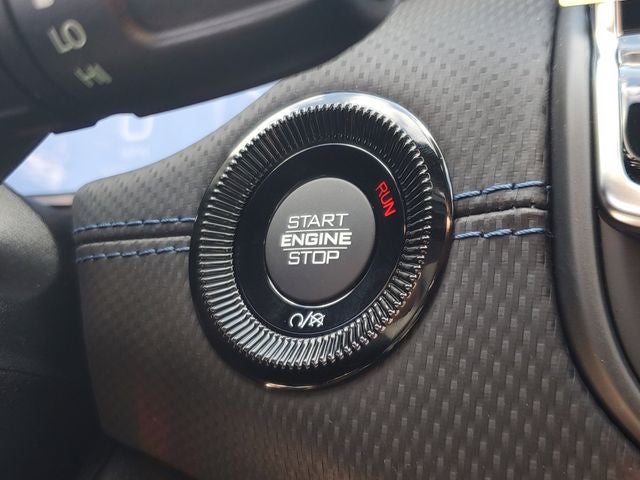 LO
HI
RUN
START
ENGINE
STOP